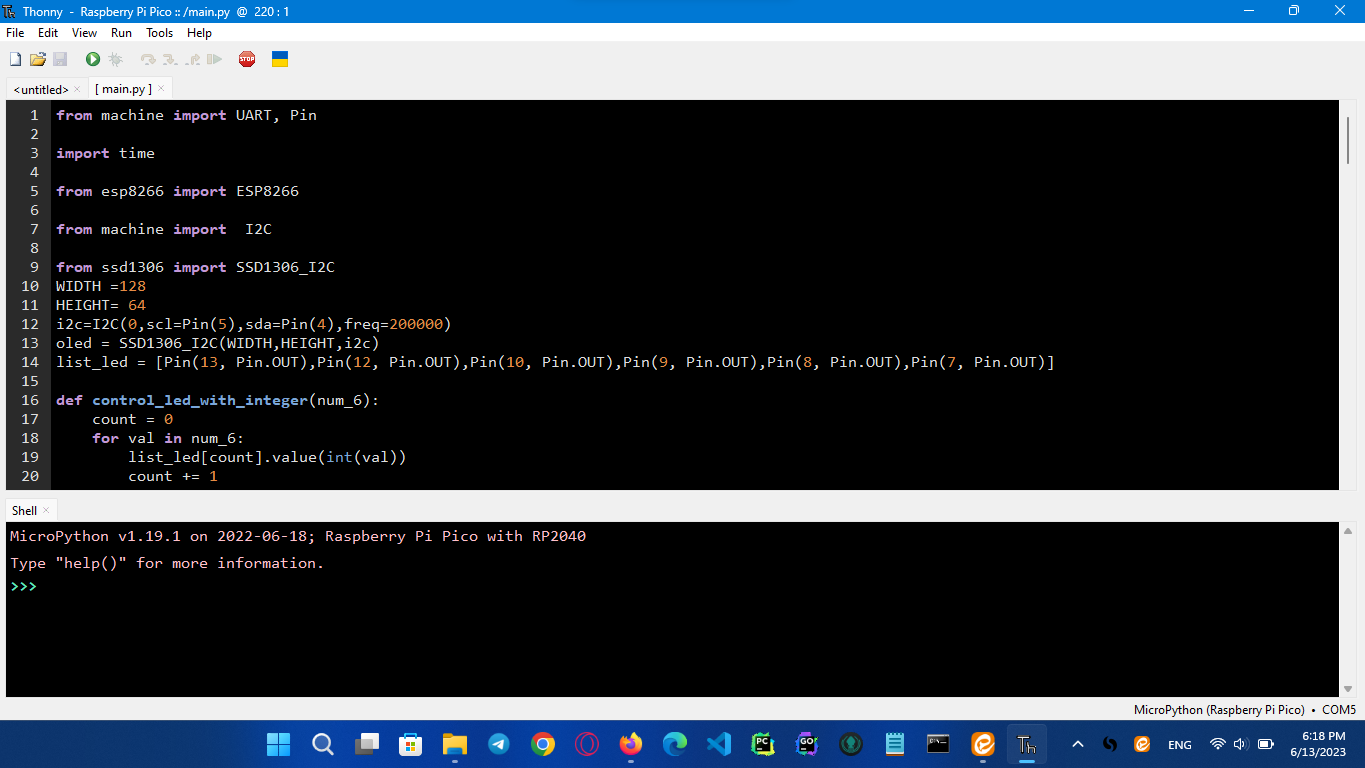 Thonny - Raspberry Pi Pico :: /main.py @ 220 : 1
File Edit View Run Tools Help
STOP
<untitled> × [ main.py ] ×
1 from machine import UART, Pin
2
3 import time
4
5 from esp8266 import ESP8266
6
7 from machine import  I2C
8
9 from ssd1306 import SSD1306_I2C
10 WIDTH =128
11 HEIGHT= 64
12 i2c=I2C(0,scl=Pin(5),sda=Pin(4),freq=200000)
13 oled = SSD1306_I2C(WIDTH,HEIGHT,i2c)
14 list_led = [Pin(13, Pin.OUT),Pin(12, Pin.OUT),Pin(10, Pin.OUT),Pin(9, Pin.OUT),Pin(8, Pin.OUT),Pin(7, Pin.OUT)]
15
16 def control_led_with_integer(num_6):
17     count = 0
18     for val in num_6:
19         list_led[count].value(int(val))
20         count += 1
Shell ×
MicroPython v1.19.1 on 2022-06-18; Raspberry Pi Pico with RP2040
Type "help()" for more information.
>>>
MicroPython (Raspberry Pi Pico) • COM5
PC GO Th ENG 6:18 PM
6/13/2023